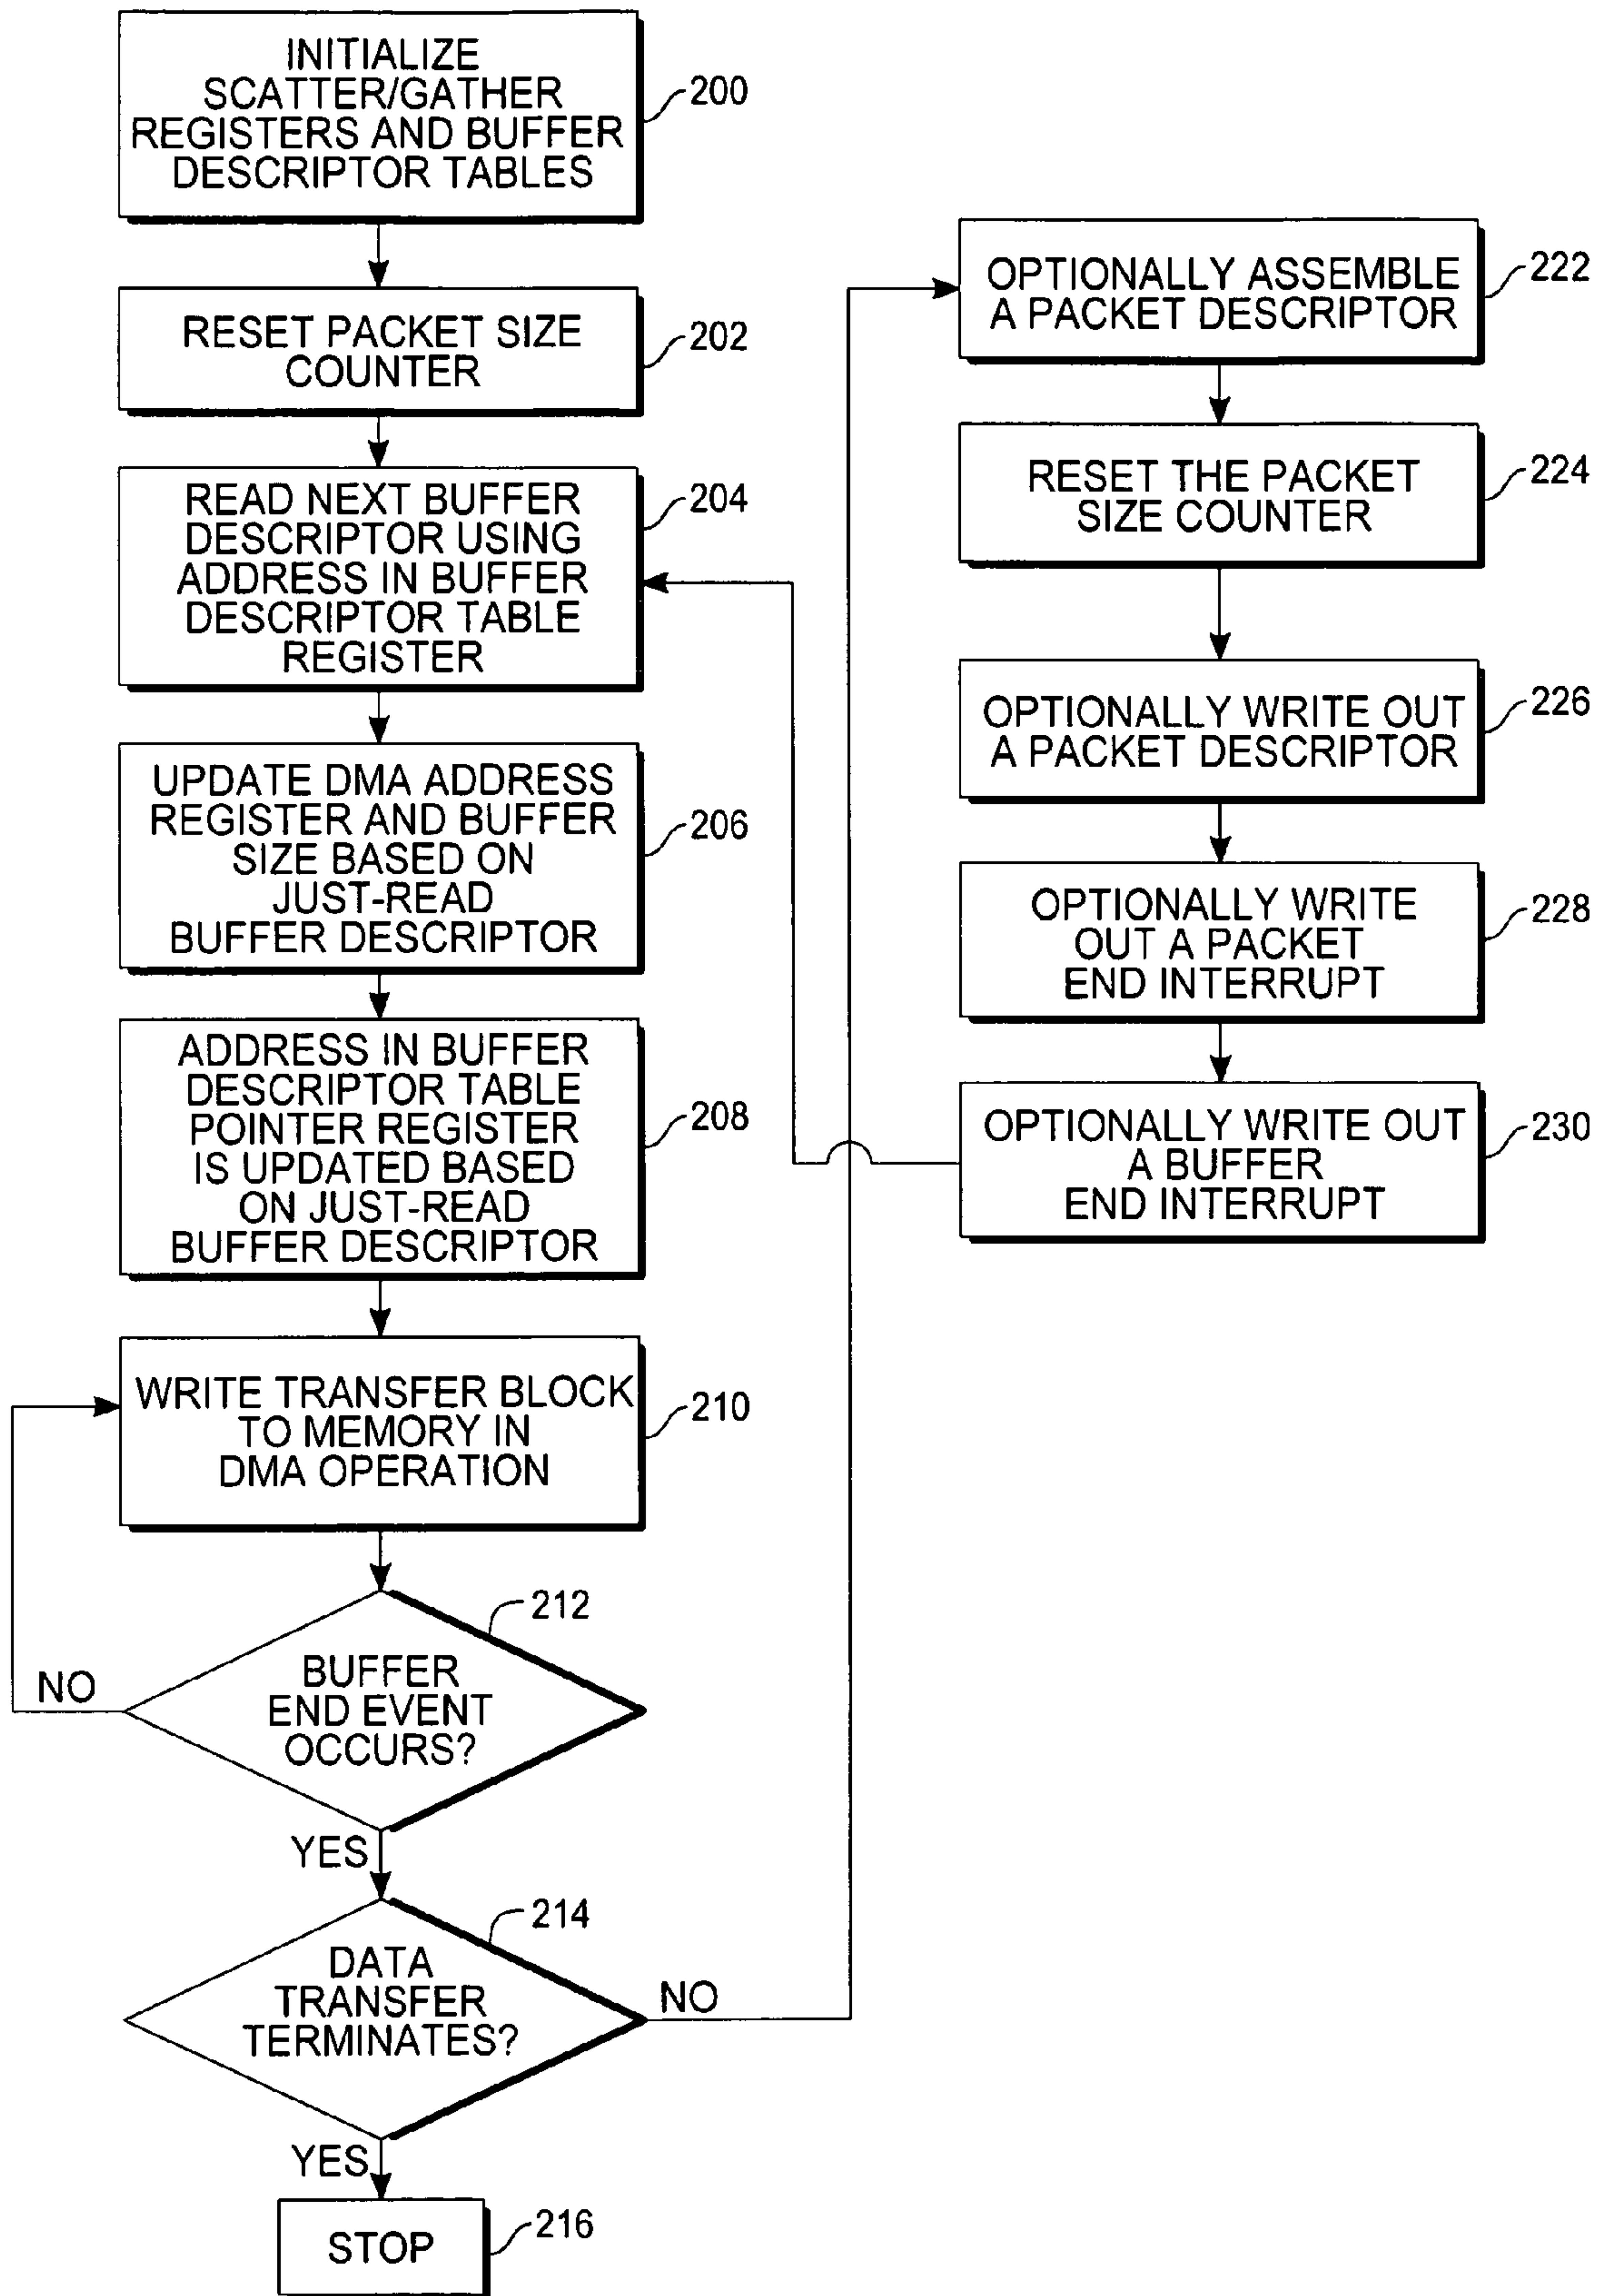 INITIALIZE
SCATTER/GATHER
REGISTERS AND BUFFER
DESCRIPTOR TABLES
200
RESET PACKET SIZE
COUNTER
202
READ NEXT BUFFER
DESCRIPTOR USING
ADDRESS IN BUFFER
DESCRIPTOR TABLE
REGISTER
204
UPDATE DMA ADDRESS
REGISTER AND BUFFER
SIZE BASED ON
JUST-READ
BUFFER DESCRIPTOR
206
ADDRESS IN BUFFER
DESCRIPTOR TABLE
POINTER REGISTER
IS UPDATED BASED
ON JUST-READ
BUFFER DESCRIPTOR
208
WRITE TRANSFER BLOCK
TO MEMORY IN
DMA OPERATION
210
212
BUFFER
END EVENT
OCCURS?
NO
YES
214
DATA
TRANSFER
TERMINATES?
NO
YES
STOP
216
OPTIONALLY ASSEMBLE
A PACKET DESCRIPTOR
222
RESET THE PACKET
SIZE COUNTER
224
OPTIONALLY WRITE OUT
A PACKET DESCRIPTOR
226
OPTIONALLY WRITE
OUT A PACKET
END INTERRUPT
228
OPTIONALLY WRITE OUT
A BUFFER
END INTERRUPT
230